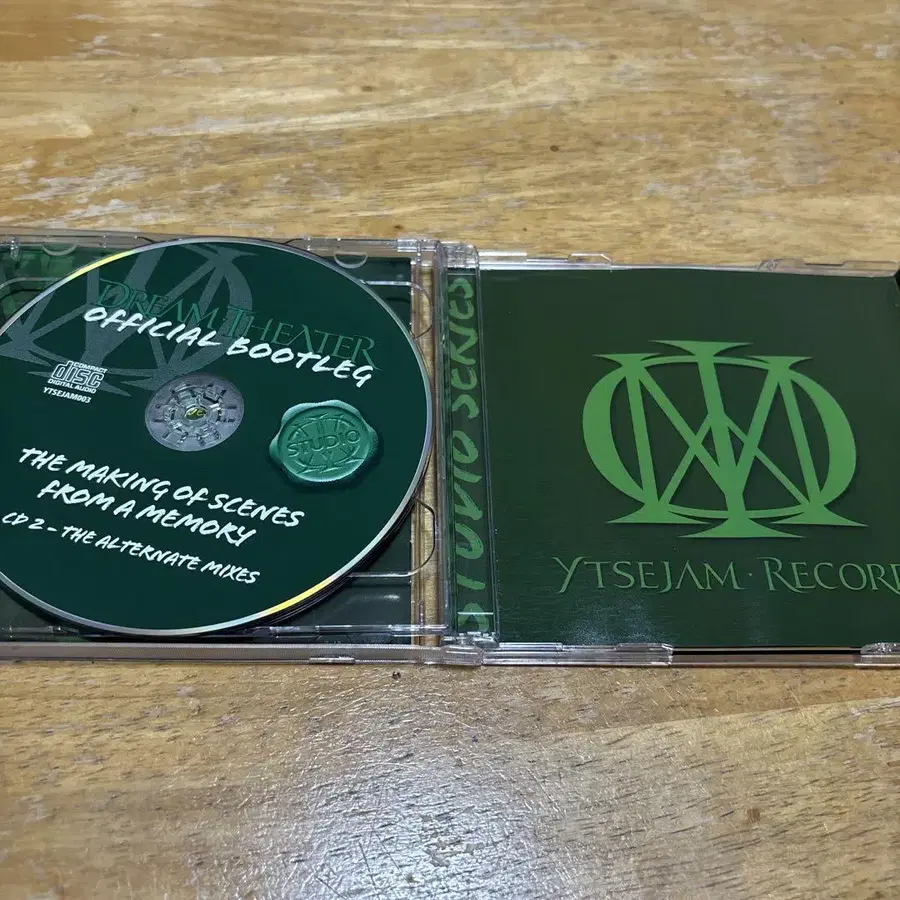 DREAM THEATER
OFFICIAL BOOTLEG
COMPACT
disc
DIGITAL AUDIO
YTSEJAM003
STUDIO
THE MAKING OF SCENES
FROM A MEMORY
CD 2 - THE ALTERNATE MIXES
STUDIO SERIES
YTSEJAM · RECORD